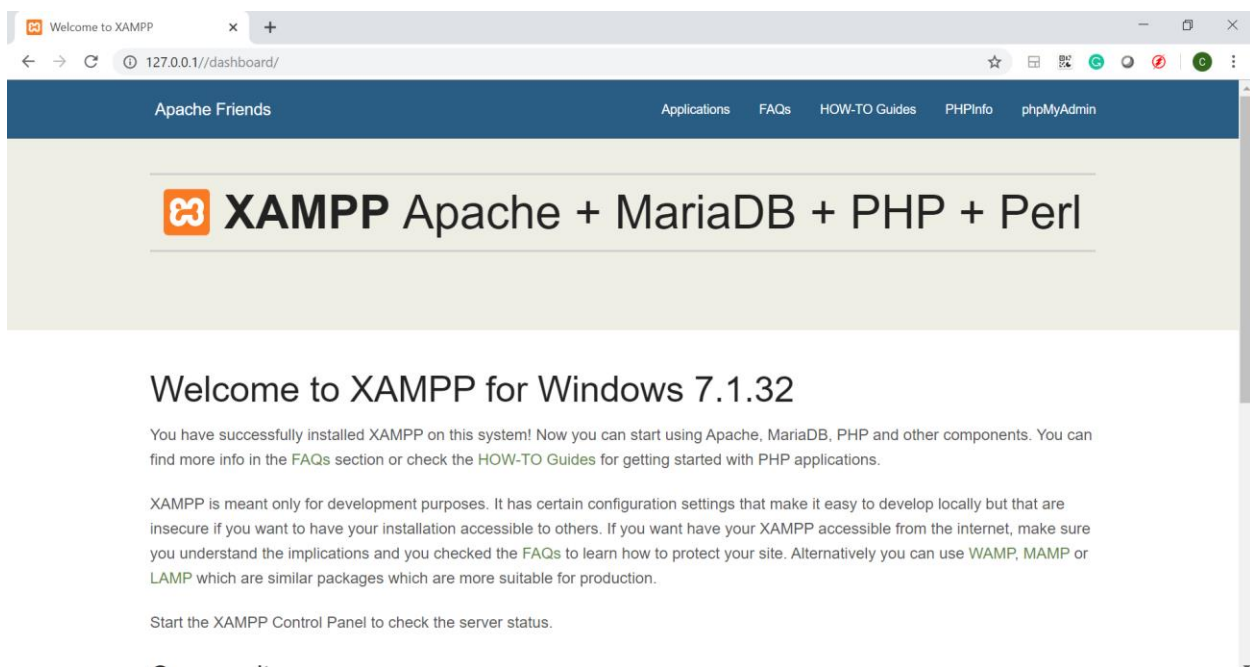 Welcome to XAMPP
127.0.0.1//dashboard/
C
Apache Friends
Applications FAQs HOW-TO Guides PHPInfo phpMyAdmin
XAMPP Apache + MariaDB + PHP + Perl
Welcome to XAMPP for Windows 7.1.32
You have successfully installed XAMPP on this system! Now you can start using Apache, MariaDB, PHP and other components. You can
find more info in the FAQs section or check the HOW-TO Guides for getting started with PHP applications.
XAMPP is meant only for development purposes. It has certain configuration settings that make it easy to develop locally but that are
insecure if you want to have your installation accessible to others. If you want have your XAMPP accessible from the internet, make sure
you understand the implications and you checked the FAQs to learn how to protect your site. Alternatively you can use WAMP, MAMP or
LAMP which are similar packages which are more suitable for production.
Start the XAMPP Control Panel to check the server status.